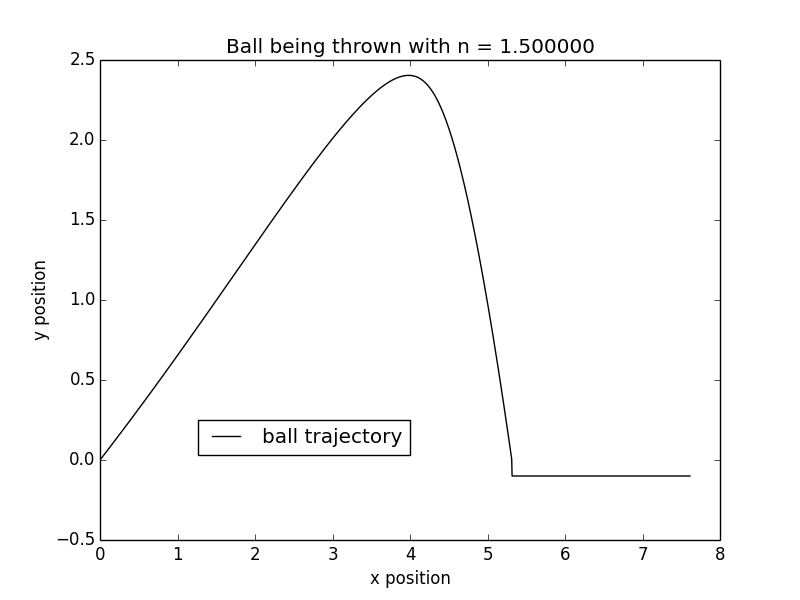 Ball being thrown with n = 1.500000
2.5
2.0
1.5
1.0
0.5
0.0
−0.5
y position
ball trajectory
0 1 2 3 4 5 6 7 8
x position